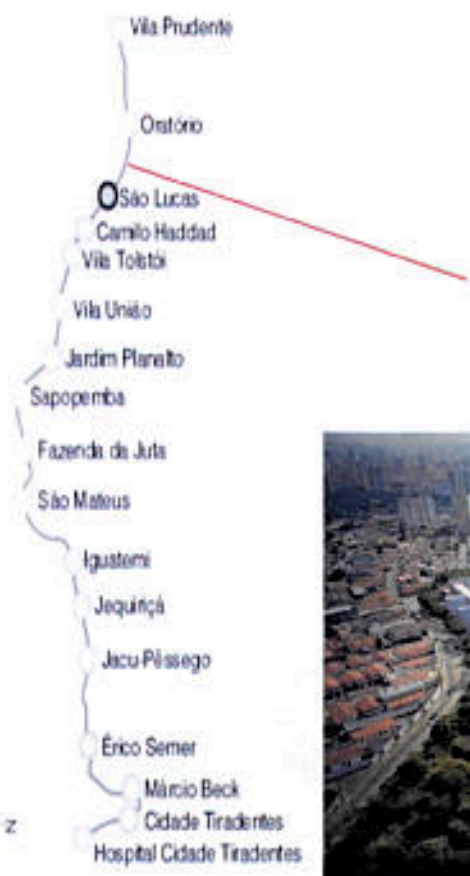 Vila Prudente
Oratório
São Lucas
Camilo Haddad
Vila Tolstói
Vila União
Jardim Planalto
Sapopemba
Fazenda da Juta
São Mateus
Iguatemi
Jequiriçá
Jacu-Pêssego
Érico Semer
Márcio Beck
Cidade Tiradentes
Hospital Cidade Tiradentes
z